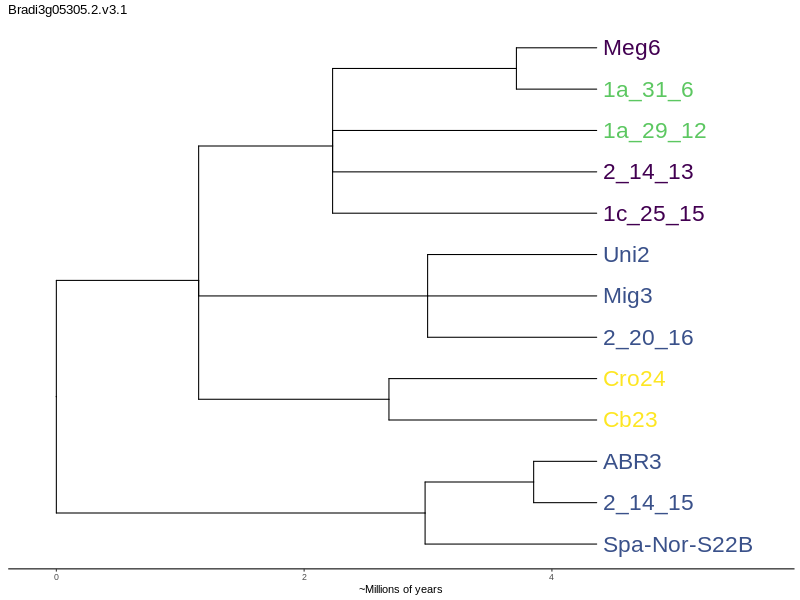 Bradi3g05305.2.v3.1
Meg6
1a_31_6
1a_29_12
2_14_13
1c_25_15
Uni2
Mig3
2_20_16
Cro24
Cb23
ABR3
2_14_15
Spa-Nor-S22B
0 2 4
~Millions of years